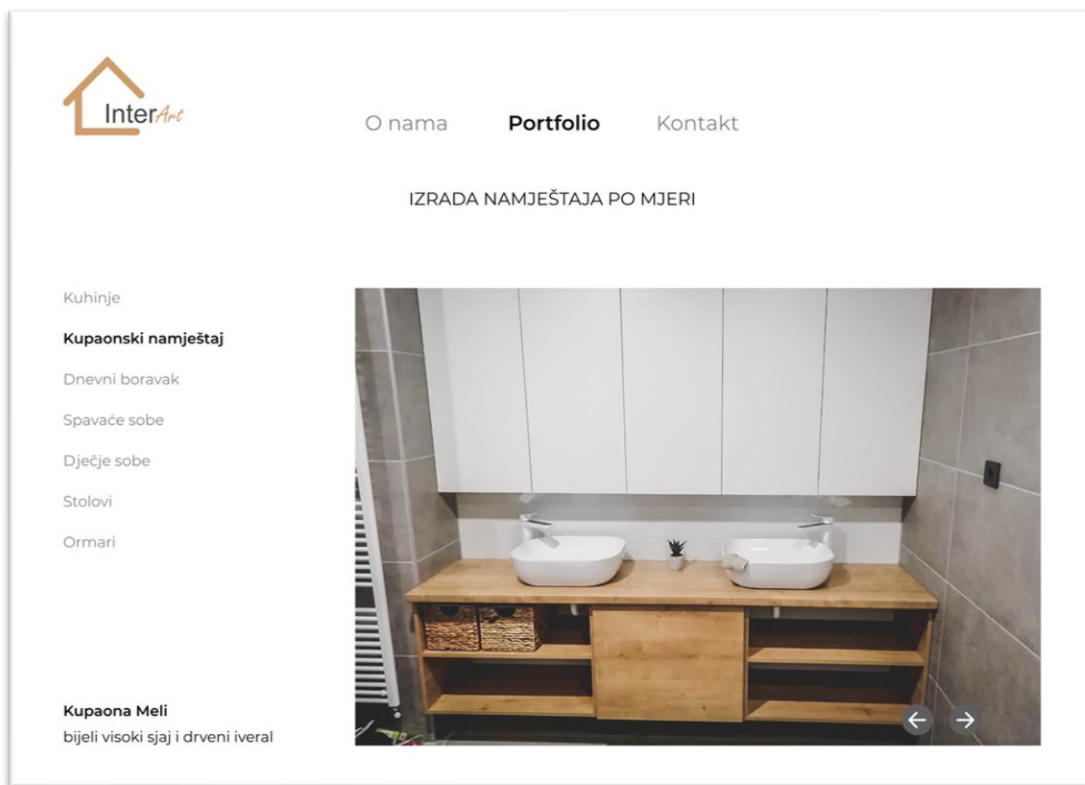 InterArt
O nama Portfolio Kontakt
IZRADA NAMJEŠTAJA PO MJERI
Kuhinje
Kupaonski namještaj
Dnevni boravak
Spavaće sobe
Dječje sobe
Stolovi
Ormari
Kupaona Meli
bijeli visoki sjaj i drveni iveral